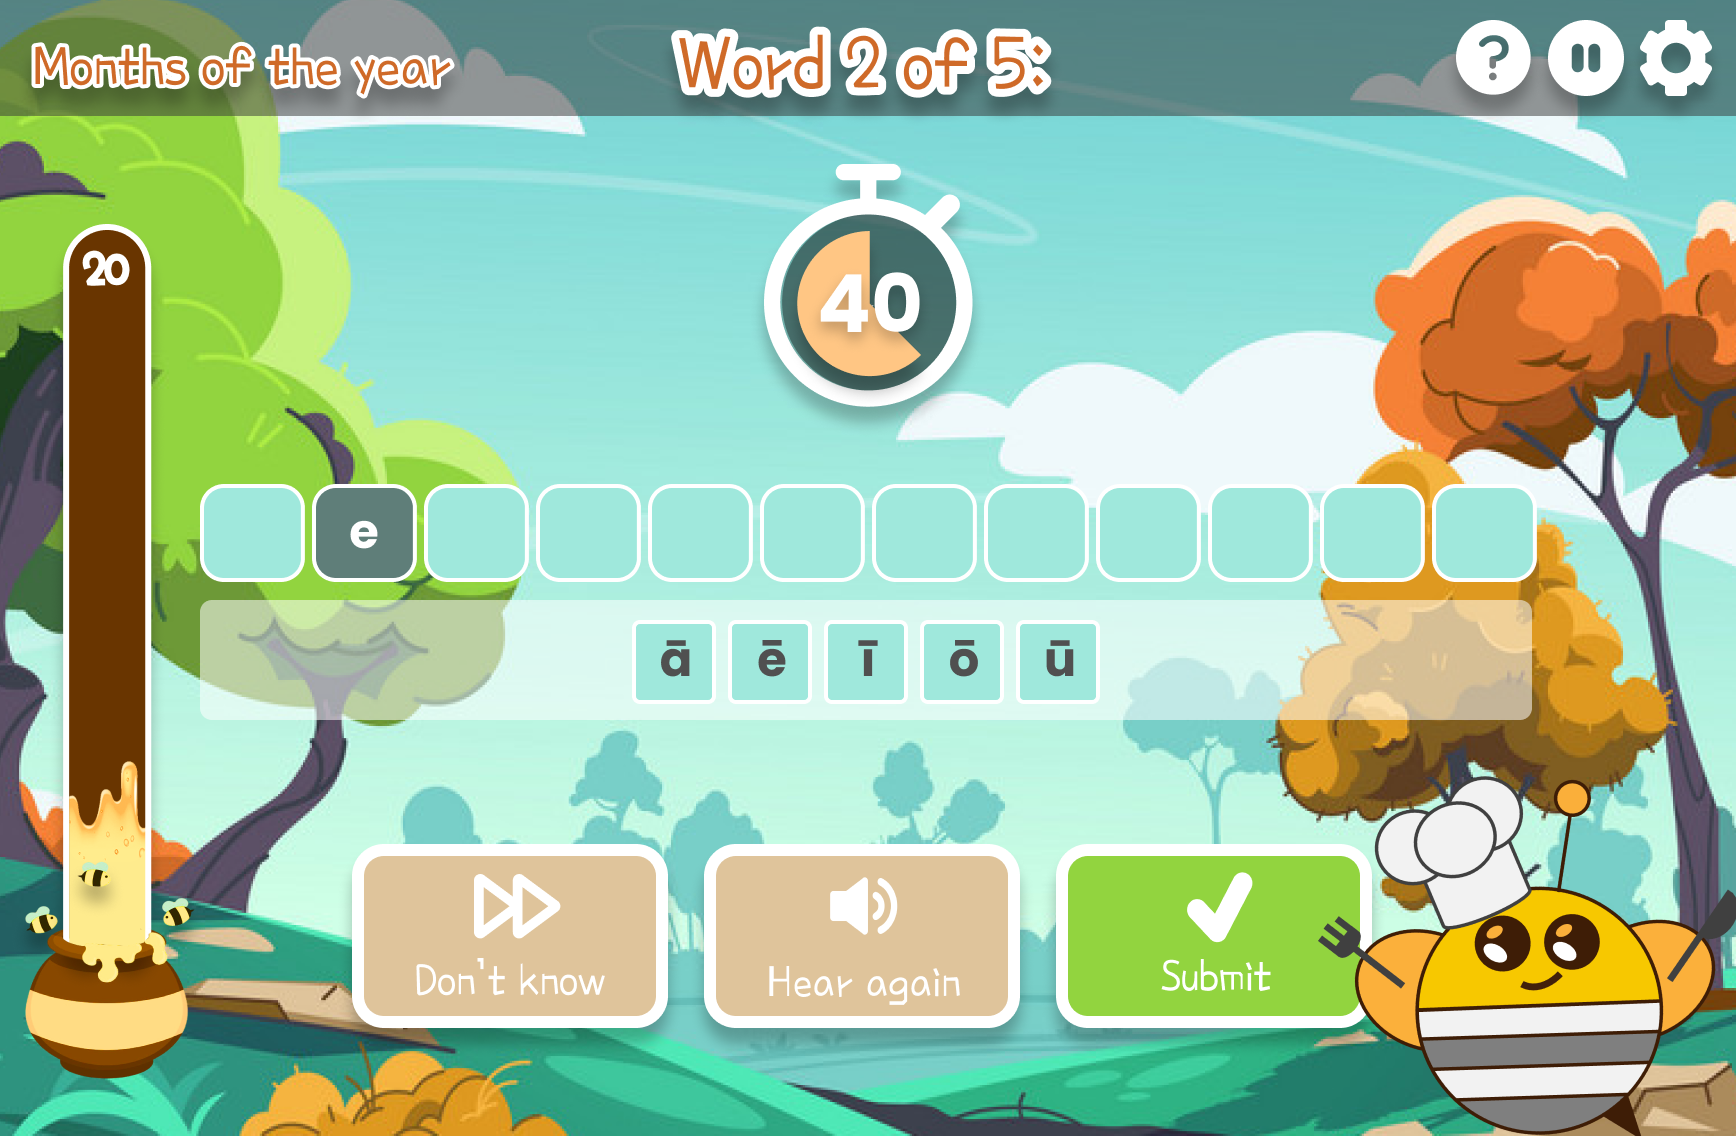 Months of the year
Word 2 of 5:
20
40
e
ā ē ī ō ū
Don't know
Hear again
Submit